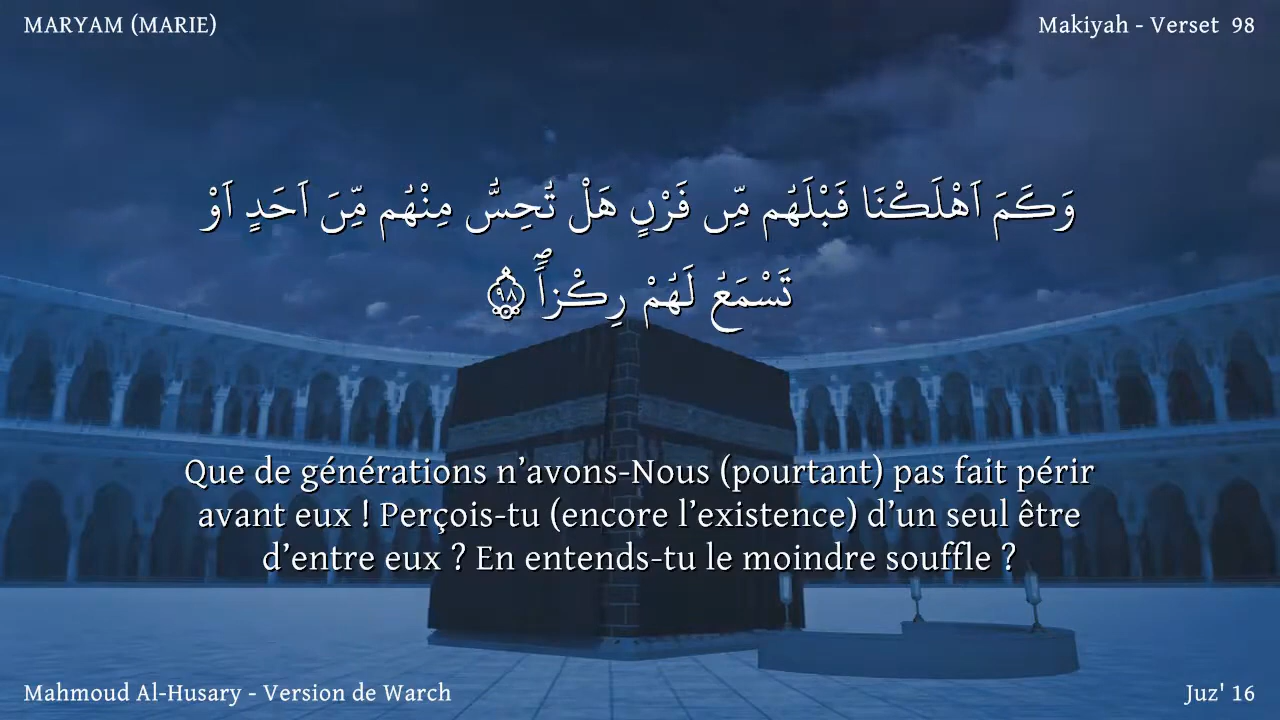 MARYAM (MARIE)
Makiyah - Verset 98
وَكَمَ اَهْلَكْنَا قَبْلَهُم مِّن قَرْنٍ هَلْ تُحِسُّ مِنْهُم مِّنَ اَحَدٍ اَوْ
تَسْمَعُ لَهُمْ رِكْزاًۖ ٩٨
Que de générations n’avons-Nous (pourtant) pas fait périr
avant eux ! Perçois-tu (encore l’existence) d’un seul être
d’entre eux ? En entends-tu le moindre souffle ?
Mahmoud Al-Husary - Version de Warch
Juz' 16